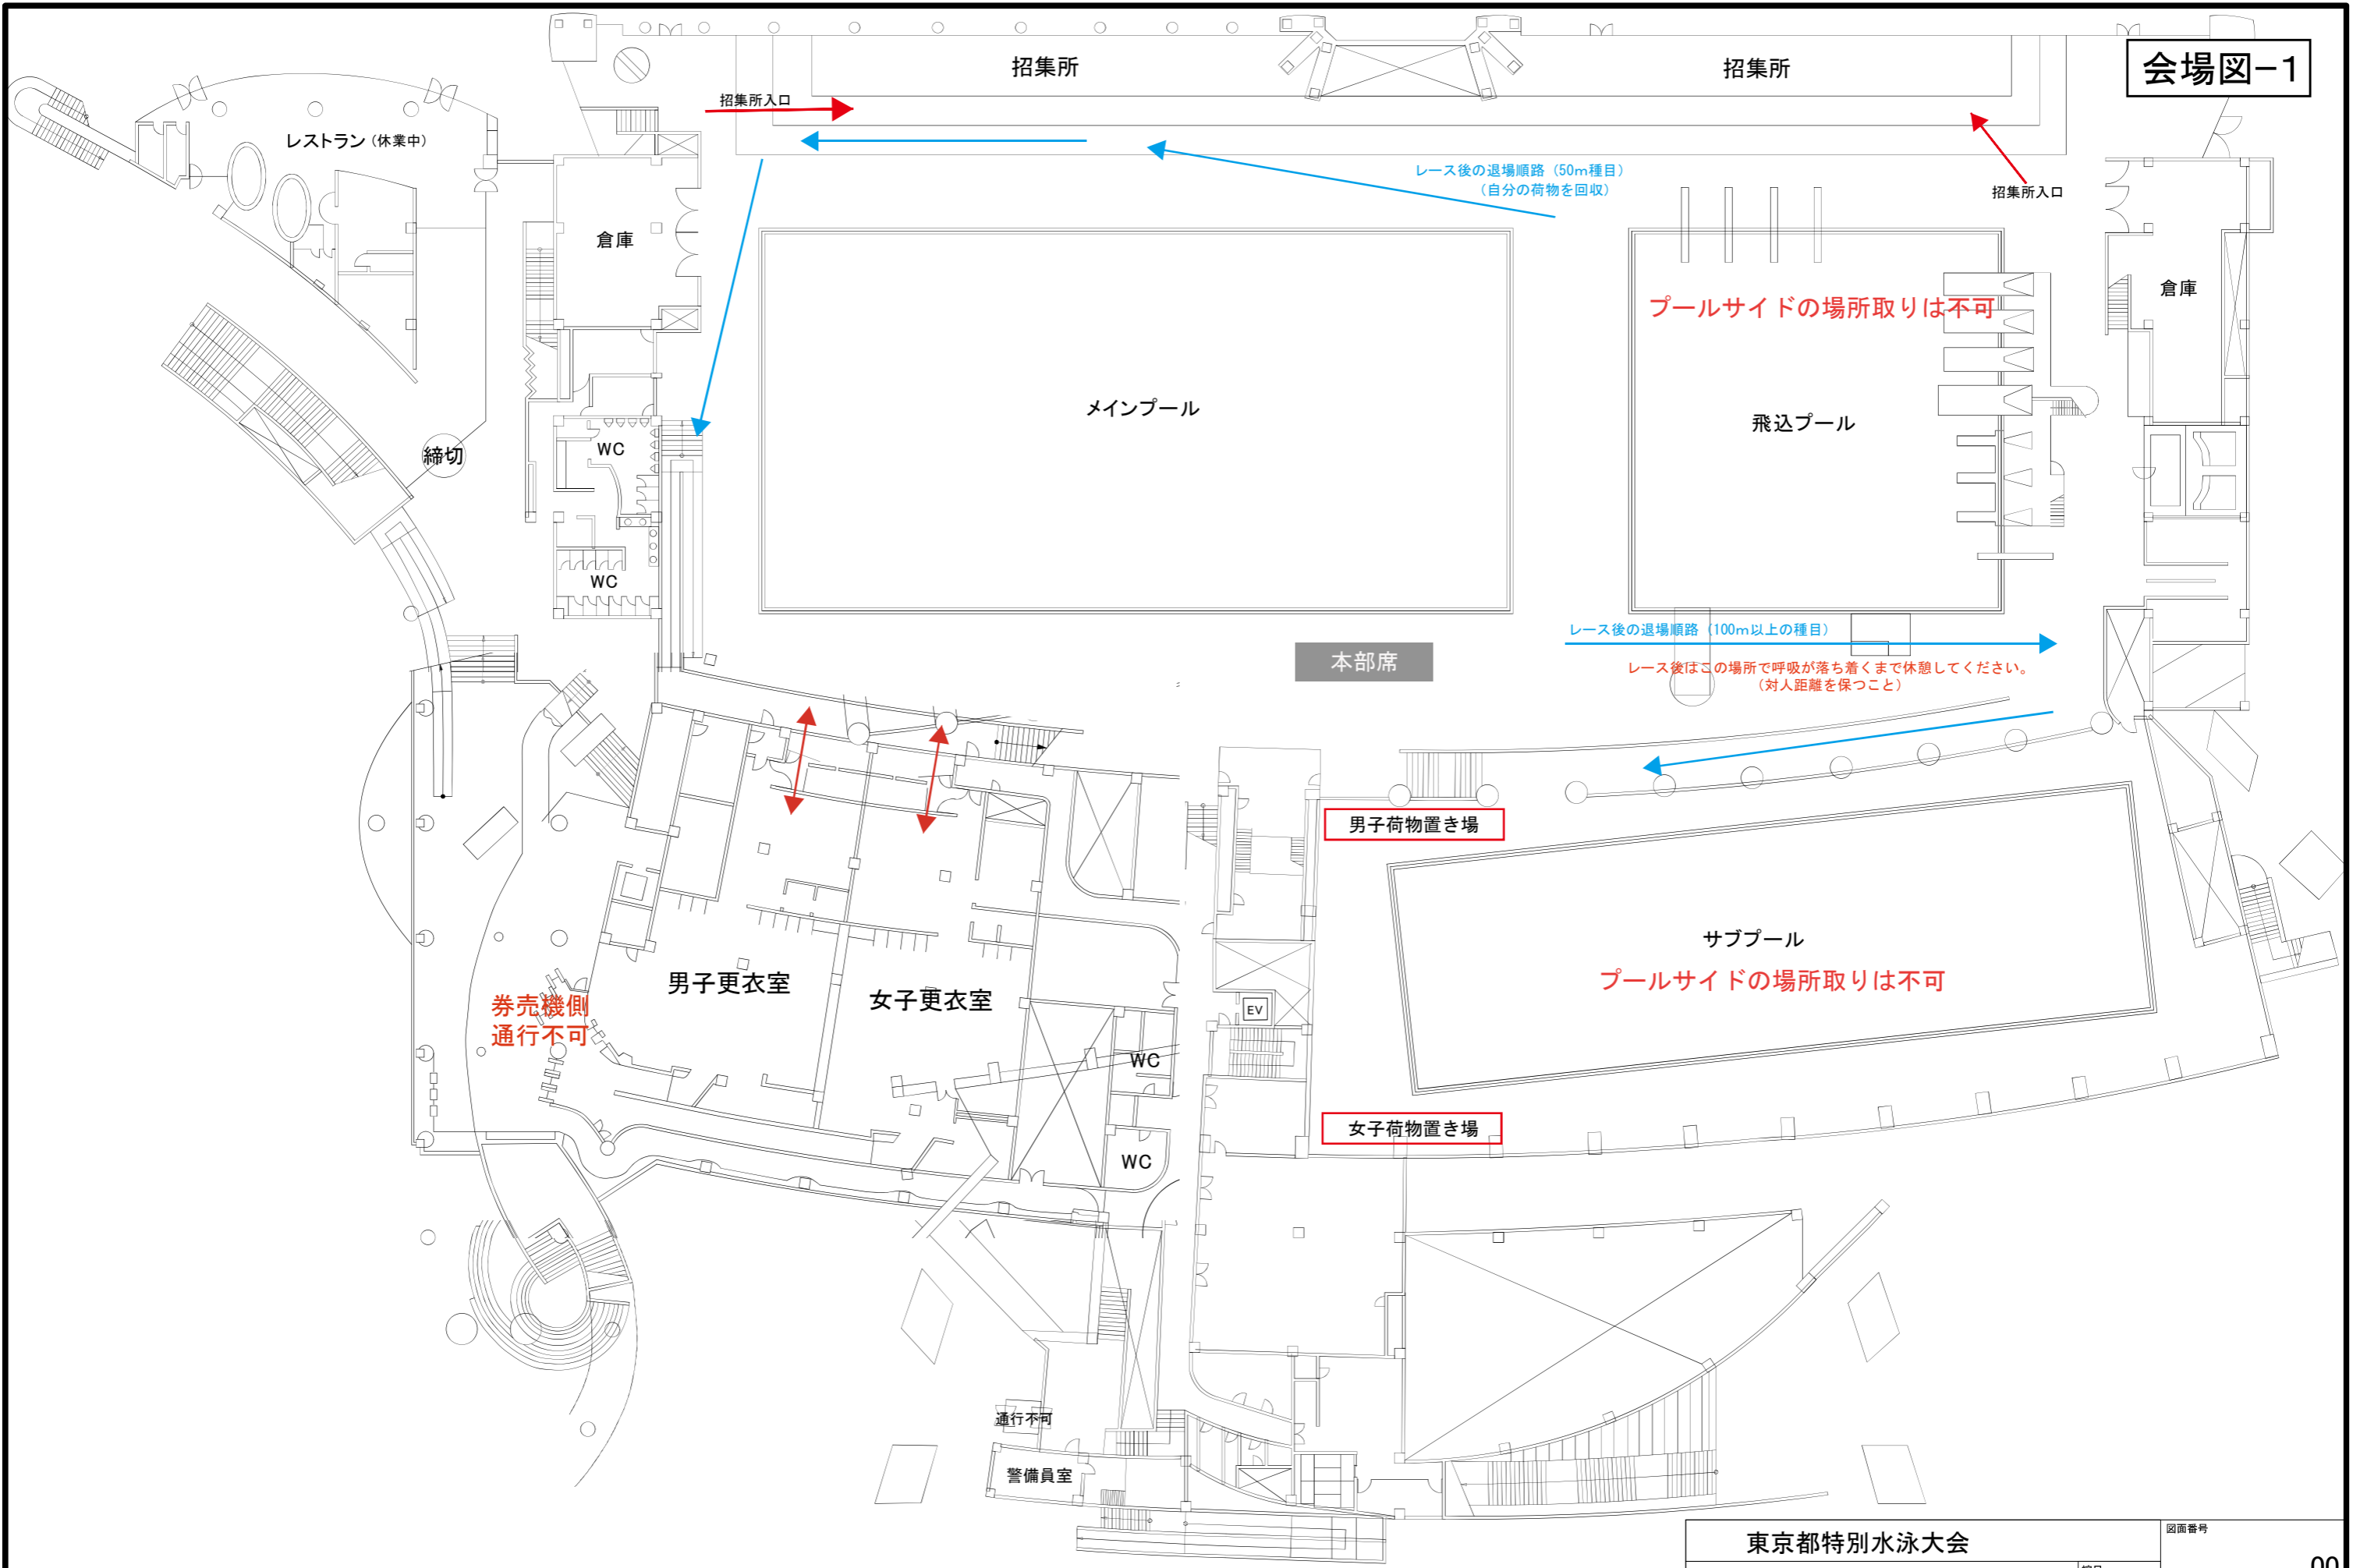 会場図-1
招集所
招集所
招集所入口
レストラン(休業中)
レース後の退場順路(50m種目)
(自分の荷物を回収)
招集所入口
倉庫
倉庫
プールサイドの場所取りは不可
メインプール
飛込プール
WC
締切
WC
レース後の退場順路(100m以上の種目)
本部席
レース後はこの場所で呼吸が落ち着くまで休憩してください。
(対人距離を保つこと)
男子荷物置き場
サブプール
プールサイドの場所取りは不可
男子更衣室
女子更衣室
券売機側
通行不可
EV
WC
女子荷物置き場
WC
通行不可
警備員室
東京都特別水泳大会
図面番号
00